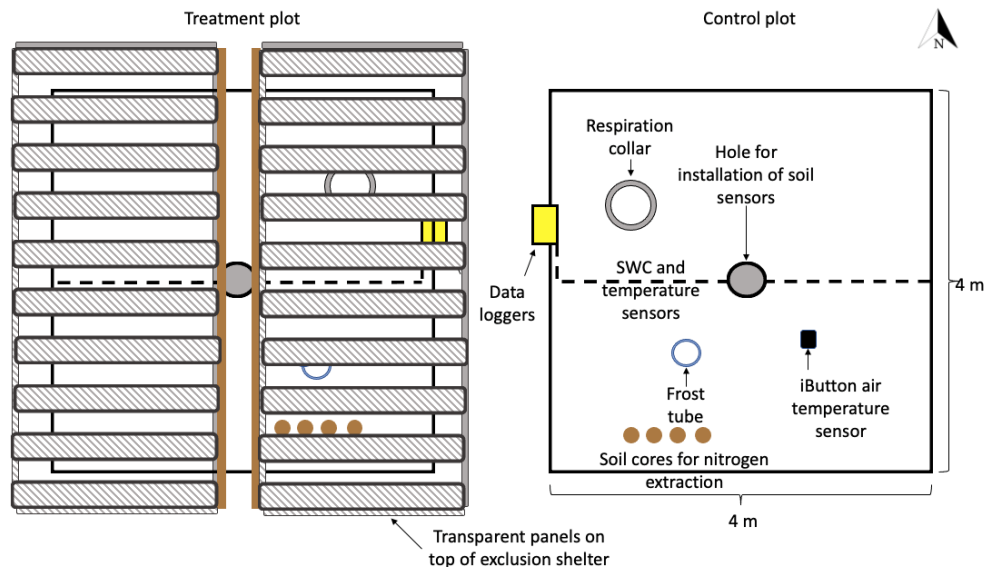 Treatment plot
Control plot
N
Respiration
collar
Hole for
installation of soil
sensors
SWC and
temperature
sensors
Data
loggers
4 m
Frost
tube
iButton air
temperature
sensor
Soil cores for nitrogen
extraction
4 m
Transparent panels on
top of exclusion shelter